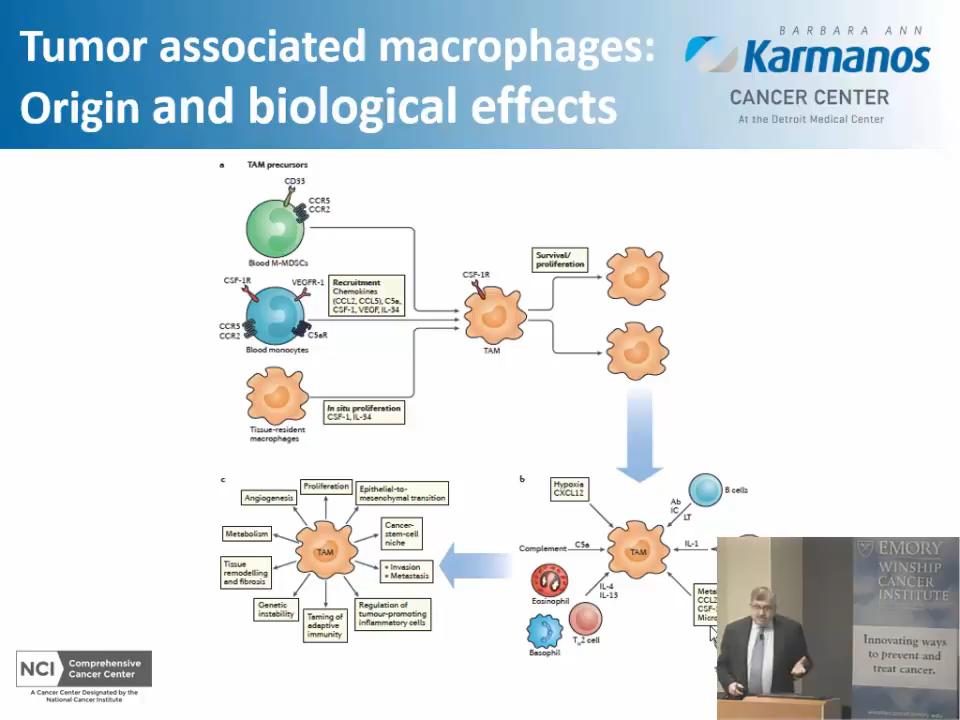 Tumor associated macrophages:
Origin and biological effects
BARBARA ANN
Karmanos
CANCER CENTER
At the Detroit Medical Center
a TAM precursors
CD33
CCR5
CCR2
Blood M-MDSCs
CSF-1R
VEGFR-1
CCR5
CCR2
C5aR
Blood monocytes
Tissue-resident
macrophages
Recruitment
Chemokines
(CCL2, CCL5), C5a,
CSF-1, VEGF, IL-34
In situ proliferation
CSF-1, IL-34
CSF-1R
TAM
Survival/
proliferation
c
Proliferation
Angiogenesis
Epithelial-to-
mesenchymal transition
Metabolism
Cancer-
stem-cell
niche
TAM
Tissue
remodelling
and fibrosis
• Invasion
• Metastasis
Genetic
instability
Taming of
adaptive
immunity
Regulation of
tumour-promoting
inflammatory cells
b
Hypoxia
CXCL12
B cells
Ab
IC
LT
Complement
C5a
TAM
IL-1
Eosinophil
IL-4
IL-13
Basophil
TH2 cell
CCL2
CSF-
NCI
Comprehensive
Cancer Center
A Cancer Center Designated by the
National Cancer Institute
EMORY
WINSHIP
CANCER
INSTITUTE
Innovating ways
to prevent and
treat cancer.